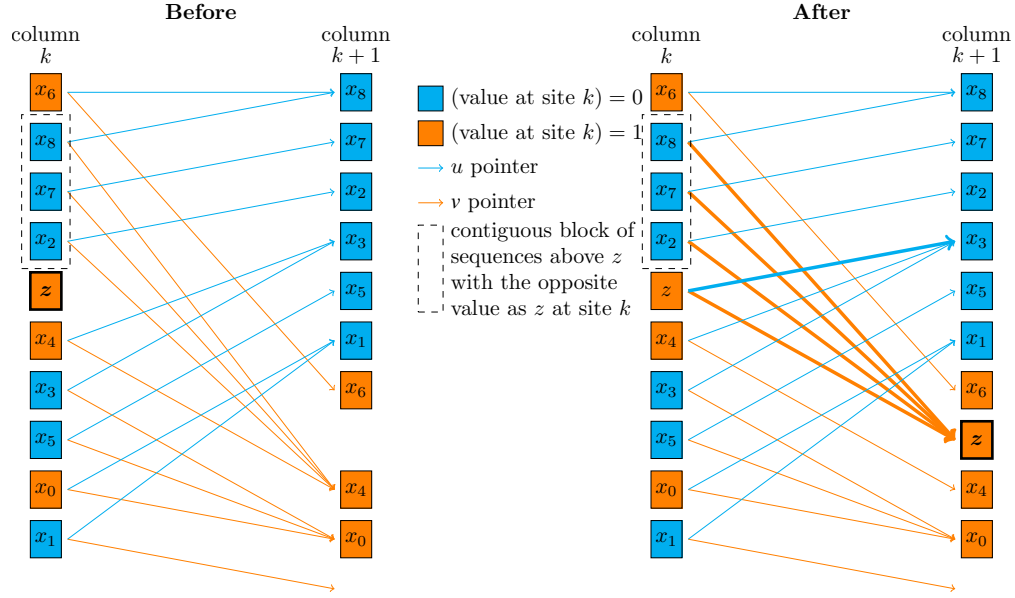 Before
column
k
column
k + 1
x6
x8
x7
x2
z
x4
x3
x5
x0
x1
x8
x7
x2
x3
x5
x1
x6
x4
x0
(value at site k) = 0
(value at site k) = 1
u pointer
v pointer
contiguous block of
sequences above z
with the opposite
value as z at site k
After
column
k
column
k + 1
x6
x8
x7
x2
z
x4
x3
x5
x0
x1
x8
x7
x2
x3
x5
x1
x6
z
x4
x0